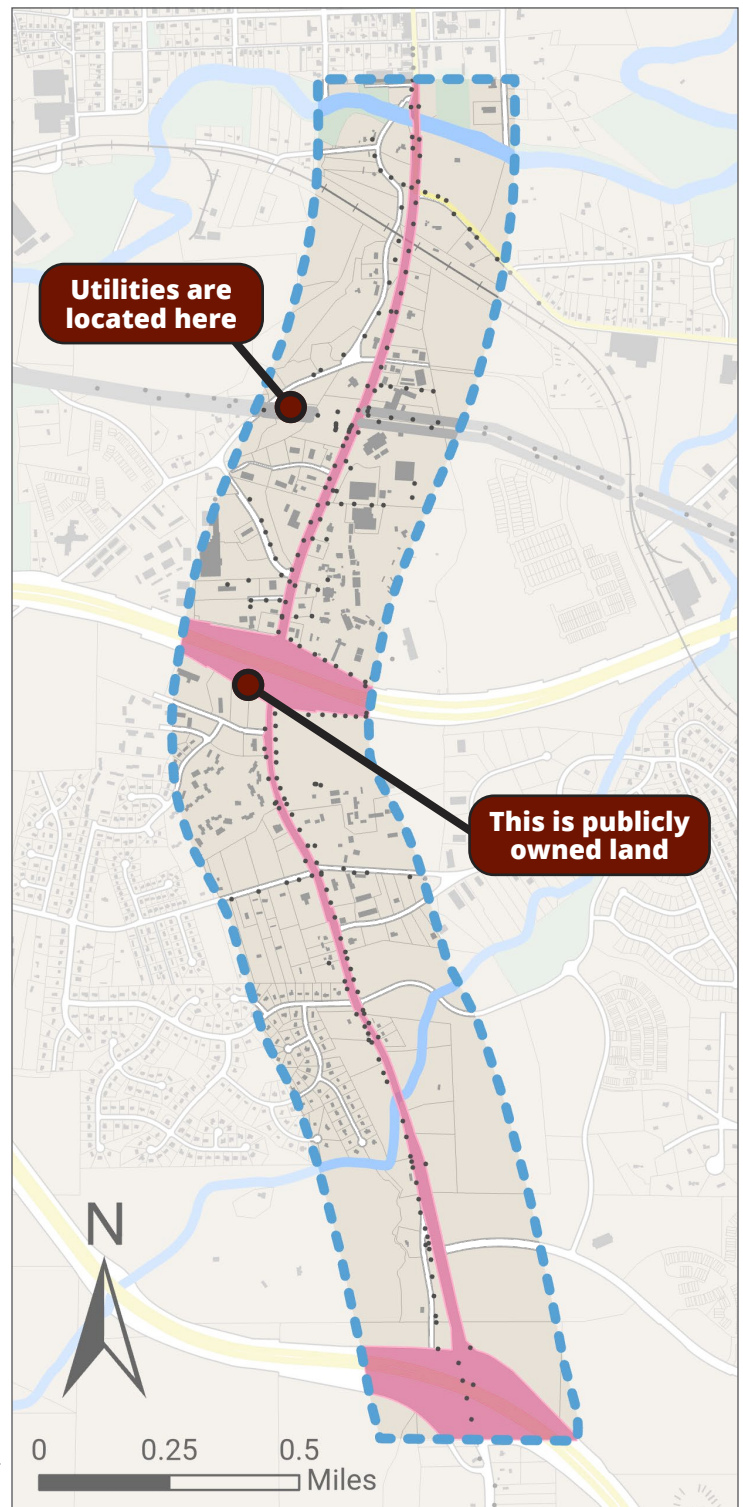 Utilities are
located here
This is publicly
owned land
N
0 0.25 0.5
Miles